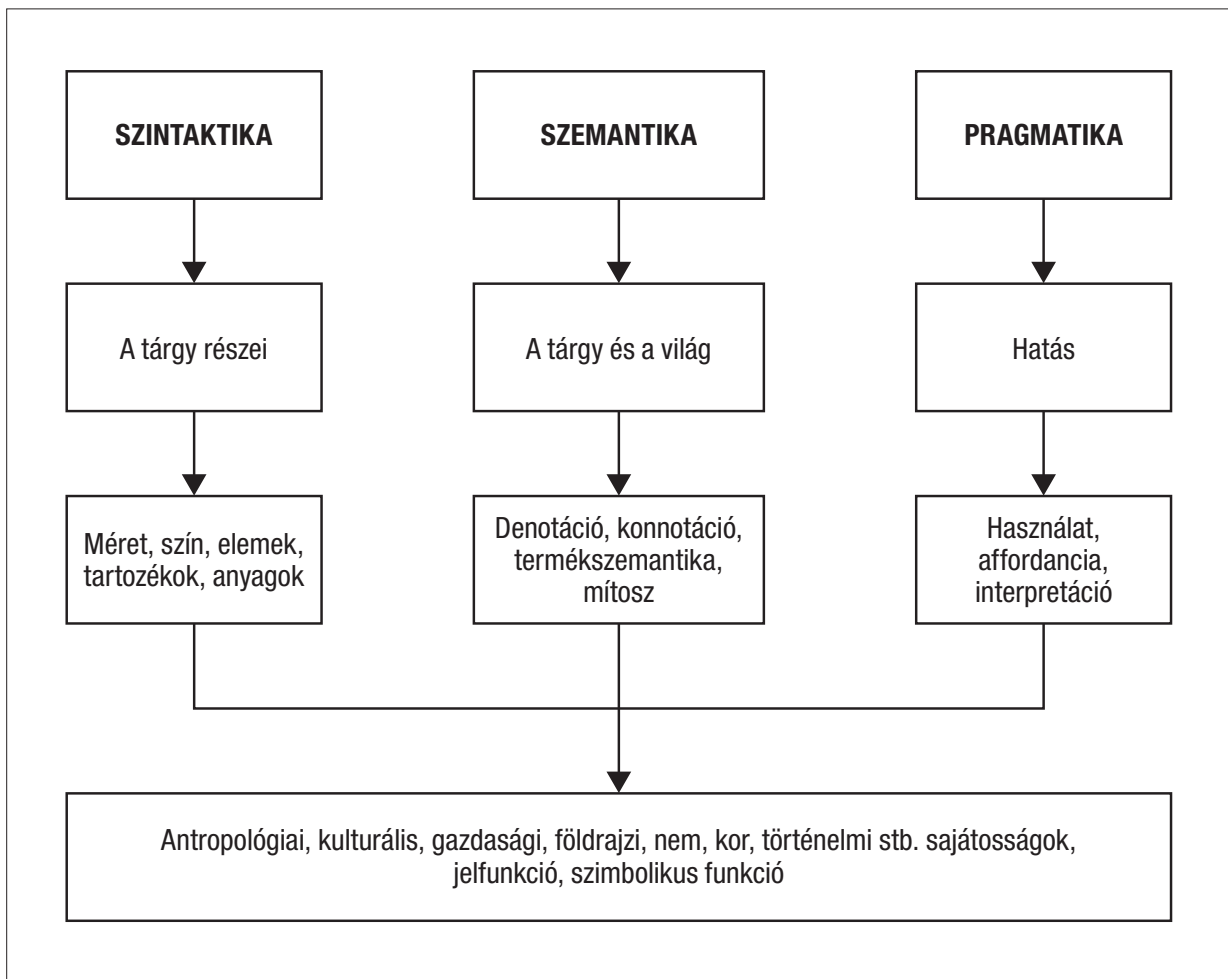 SZINTAKTIKA
SZEMANTIKA
PRAGMATIKA
A tárgy részei
A tárgy és a világ
Hatás
Méret, szín, elemek,
tartozékok, anyagok
Denotáció, konnotáció,
termékszemantika,
mítosz
Használat,
affordancia,
interpretáció
Antropológiai, kulturális, gazdasági, földrajzi, nem, kor, történelmi stb. sajátosságok,
jelfunkció, szimbolikus funkció